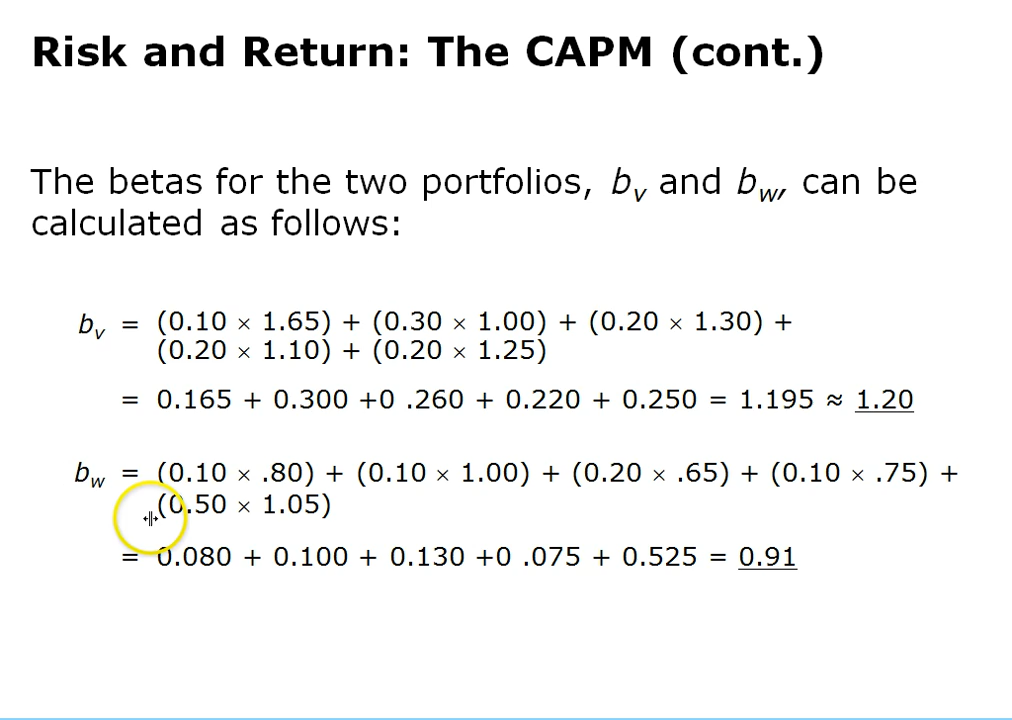 Risk and Return: The CAPM (cont.)
The betas for the two portfolios, bv and bw, can be
calculated as follows:
bv = (0.10 × 1.65) + (0.30 × 1.00) + (0.20 × 1.30) +
(0.20 × 1.10) + (0.20 × 1.25)
= 0.165 + 0.300 +0 .260 + 0.220 + 0.250 = 1.195 ≈ 1.20
bw = (0.10 × .80) + (0.10 × 1.00) + (0.20 × .65) + (0.10 × .75) +
(0.50 × 1.05)
= 0.080 + 0.100 + 0.130 +0 .075 + 0.525 = 0.91